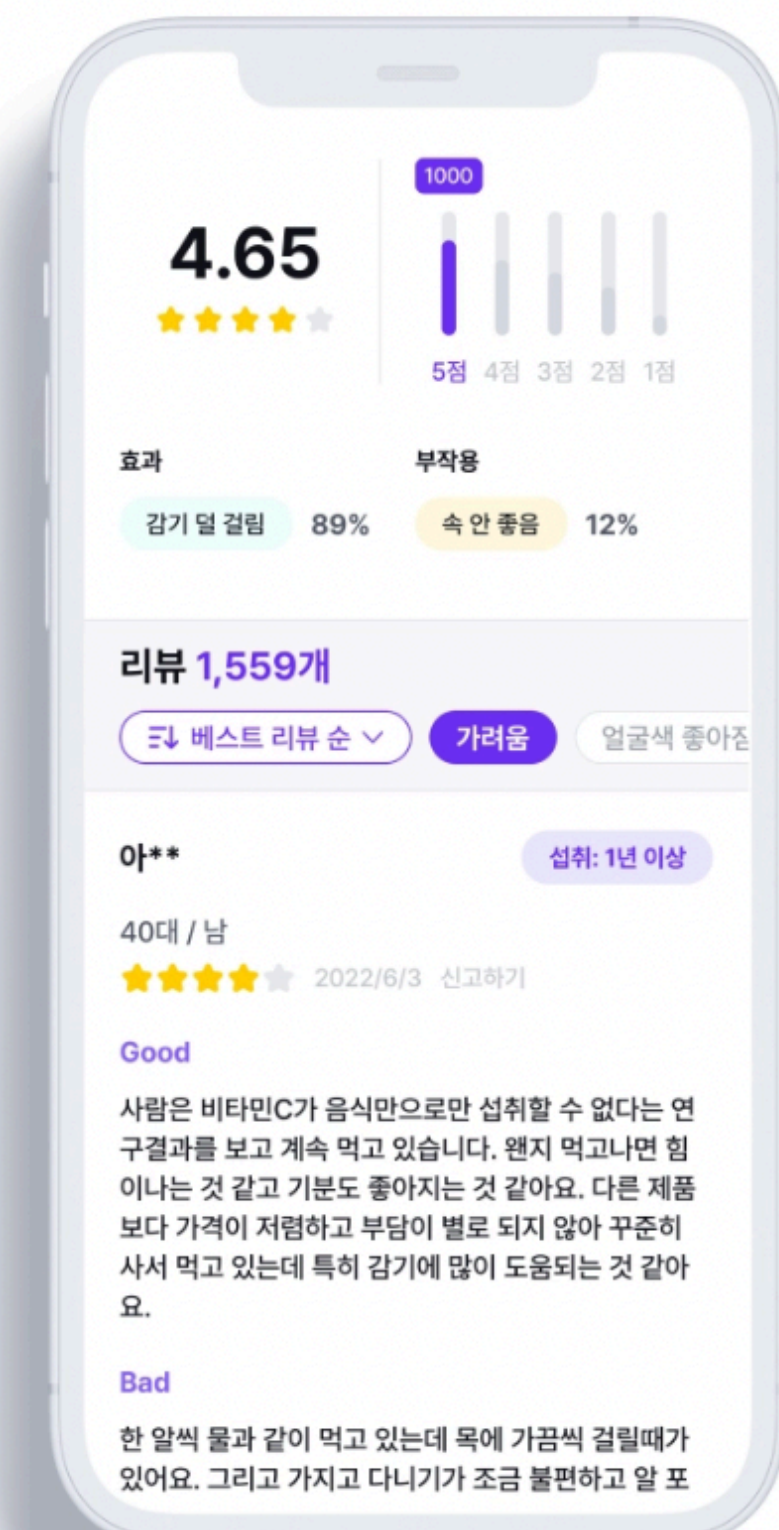 1000
4.65
5점 4점 3점 2점 1점
효과 부작용
감기 덜 걸림 89% 속 안 좋음 12%
리뷰 1,559개
베스트 리뷰 순 가려움 얼굴색 좋아짐
아** 섭취: 1년 이상
40대 / 남
2022/6/3 신고하기
Good
사람은 비타민C가 음식만으로만 섭취할 수 없다는 연
구결과를 보고 계속 먹고 있습니다. 왠지 먹고나면 힘
이나는 것 같고 기분도 좋아지는 것 같아요. 다른 제품
보다 가격이 저렴하고 부담이 별로 되지 않아 꾸준히
사서 먹고 있는데 특히 감기에 많이 도움되는 것 같아
요.
Bad
한 알씩 물과 같이 먹고 있는데 목에 가끔씩 걸릴때가
있어요. 그리고 가지고 다니기가 조금 불편하고 알 포